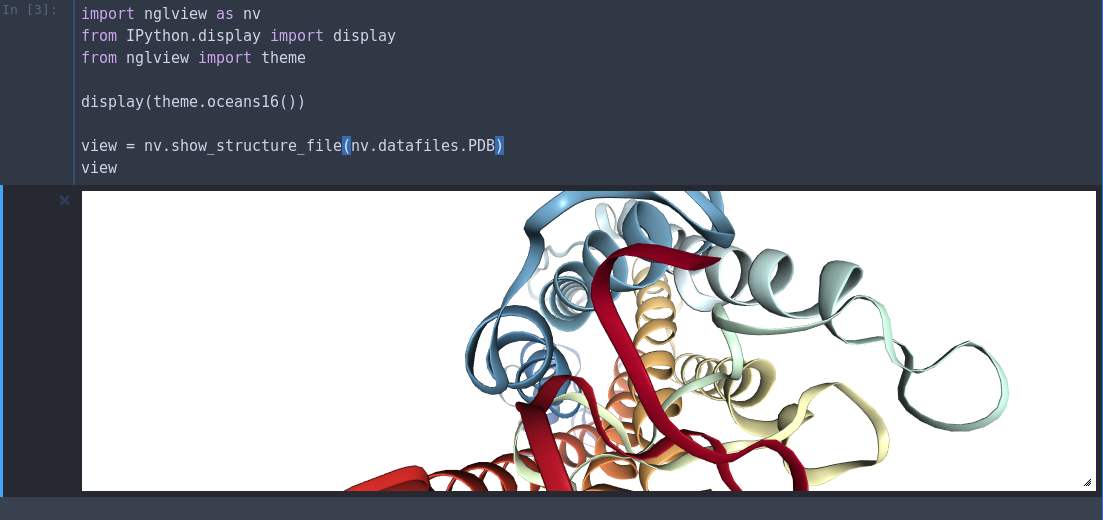 In [3]:
import nglview as nv
from IPython.display import display
from nglview import theme
display(theme.oceans16())
view = nv.show_structure_file(nv.datafiles.PDB)
view